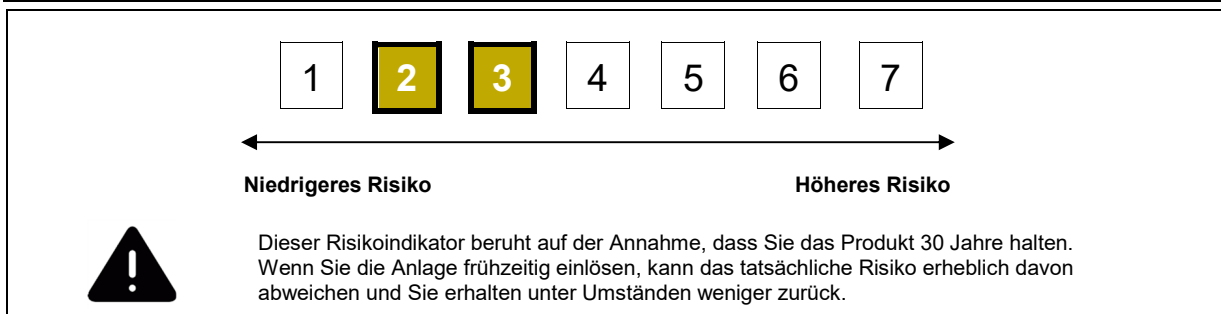 1 2 3 4 5 6 7
Niedrigeres Risiko Höheres Risiko
Dieser Risikoindikator beruht auf der Annahme, dass Sie das Produkt 30 Jahre halten.
Wenn Sie die Anlage frühzeitig einlösen, kann das tatsächliche Risiko erheblich davon
abweichen und Sie erhalten unter Umständen weniger zurück.